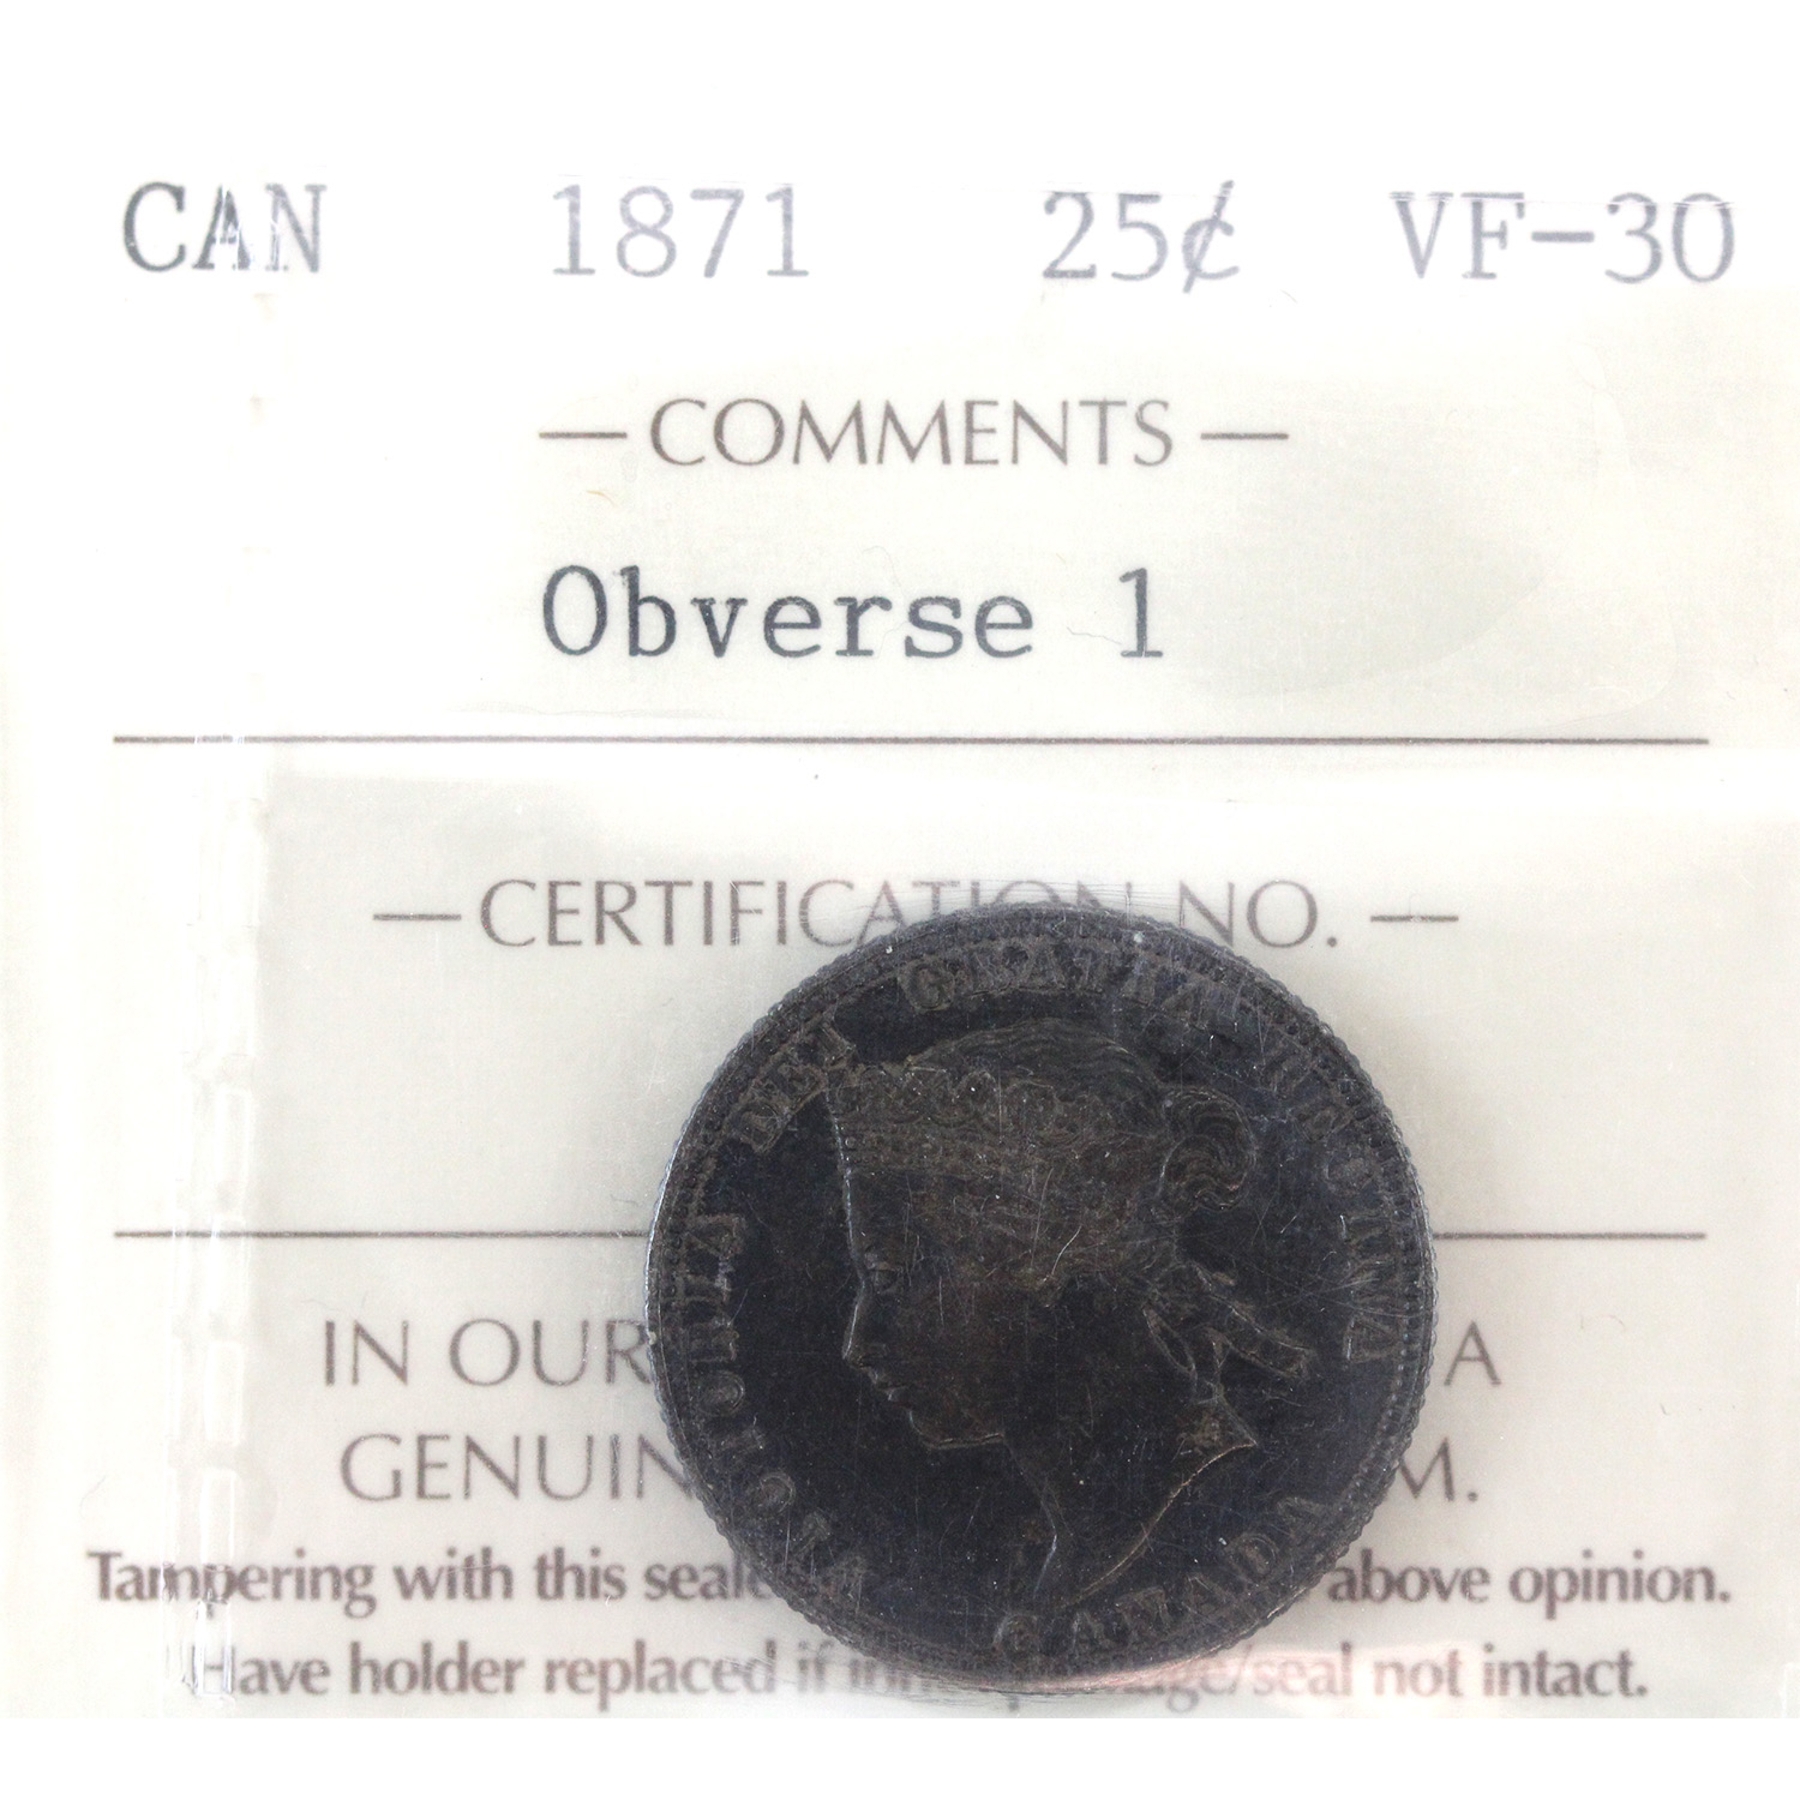 CAN 1871 25¢ VF-30
— COMMENTS —
Obverse 1
— CERTIFICATION NO. —
IN OUR A
GENUIN M.
Tampering with this seal above opinion.
Have holder replaced if /seal not intact.
VICTORIA DEI GRATIA REGINA
CANADA